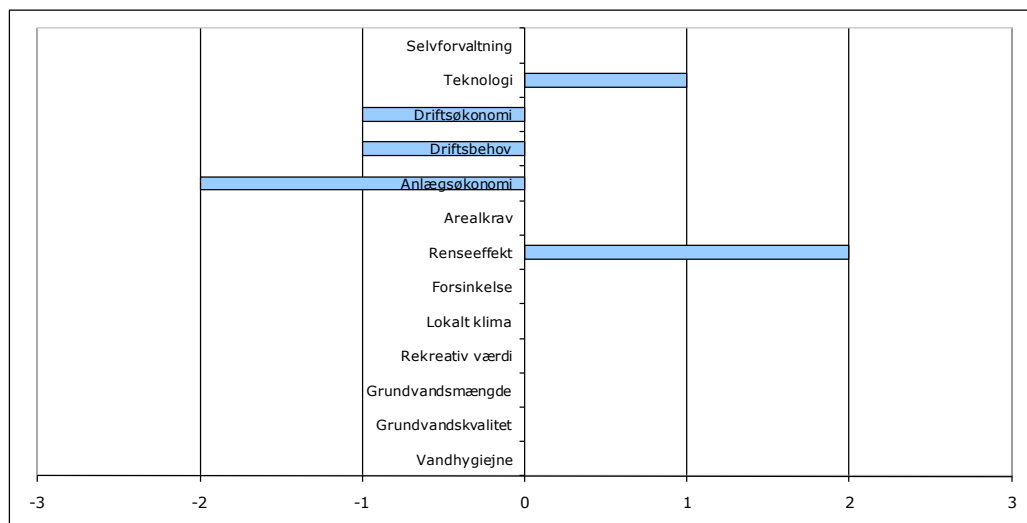 Selvforvaltning
Teknologi
Driftsøkonomi
Driftsbehov
Anlægsøkonomi
Arealkrav
Renseeffekt
Forsinkelse
Lokalt klima
Rekreativ værdi
Grundvandsmængde
Grundvandskvalitet
Vandhygiejne
-3 -2 -1 0 1 2 3